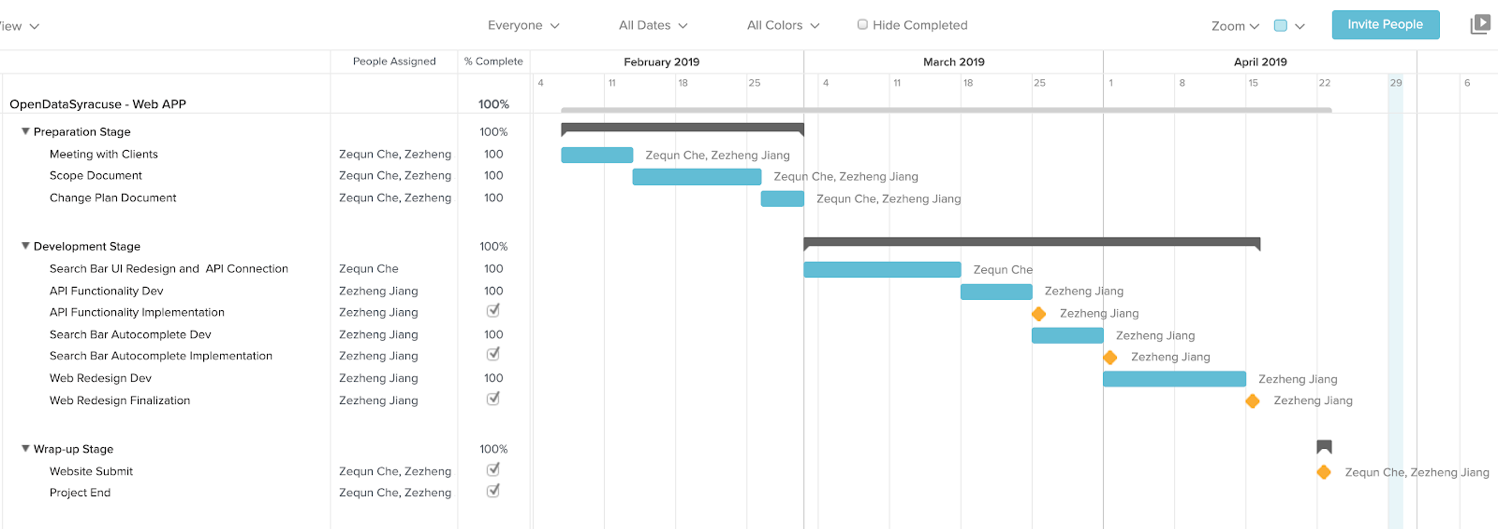 View Everyone All Dates All Colors Hide Completed Zoom Invite People
People Assigned % Complete February 2019 March 2019 April 2019
4 11 18 25 4 11 18 25 1 8 15 22 29 6
OpenDataSyracuse - Web APP 100%
Preparation Stage 100%
Meeting with Clients Zequn Che, Zezheng 100 Zequn Che, Zezheng Jiang
Scope Document Zequn Che, Zezheng 100 Zequn Che, Zezheng Jiang
Change Plan Document Zequn Che, Zezheng 100 Zequn Che, Zezheng Jiang
Development Stage 100%
Search Bar UI Redesign and API Connection Zequn Che 100 Zequn Che
API Functionality Dev Zezheng Jiang 100 Zezheng Jiang
API Functionality Implementation Zezheng Jiang Zezheng Jiang
Search Bar Autocomplete Dev Zezheng Jiang 100 Zezheng Jiang
Search Bar Autocomplete Implementation Zezheng Jiang Zezheng Jiang
Web Redesign Dev Zezheng Jiang 100 Zezheng Jiang
Web Redesign Finalization Zezheng Jiang Zezheng Jiang
Wrap-up Stage 100%
Website Submit Zequn Che, Zezheng Zequn Che, Zezheng Jiang
Project End Zequn Che, Zezheng